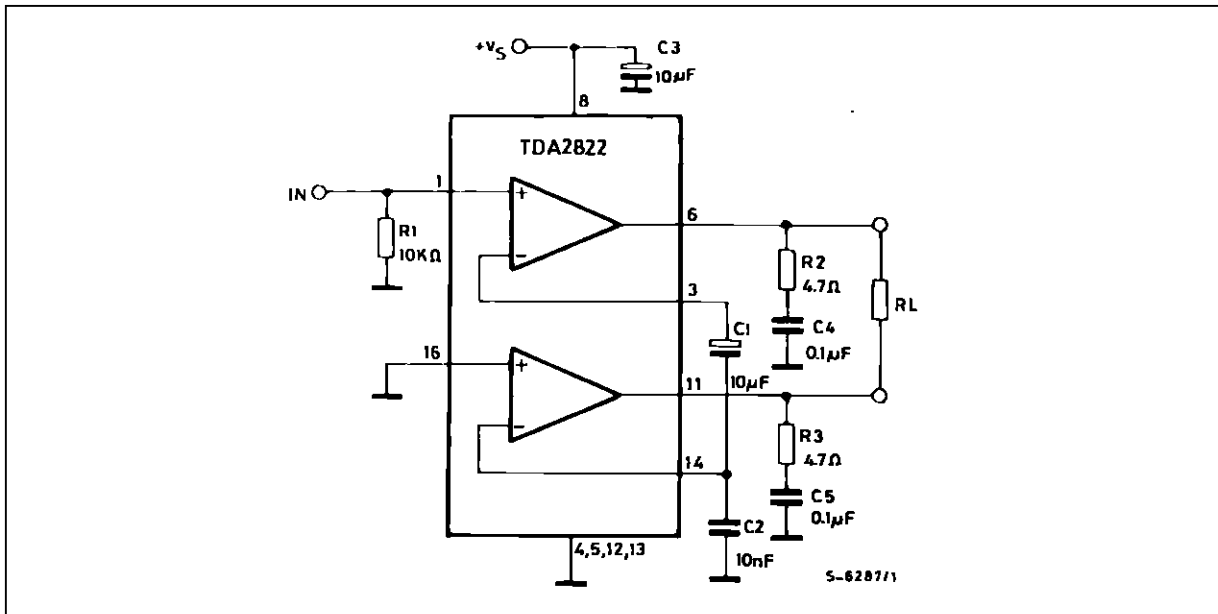 +VS
C3
10µF
8
TDA2822
IN
1
+
R1
10KΩ
−
6
R2
4.7Ω
RL
3
C1
C4
0.1µF
16
+
10µF
11
−
R3
4.7Ω
14
C5
0.1µF
C2
10nF
4,5,12,13
S-6287/1